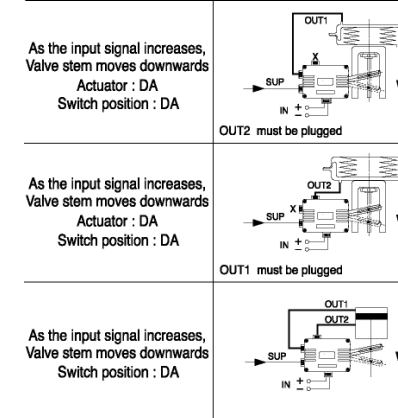 As the input signal increases,
Valve stem moves downwards
Actuator : DA
Switch position : DA
OUT1
X
SUP
IN + −
OUT2 must be plugged
As the input signal increases,
Valve stem moves downwards
Actuator : DA
Switch position : DA
OUT2
X
SUP
IN + −
OUT1 must be plugged
As the input signal increases,
Valve stem moves downwards
Switch position : DA
OUT1
OUT2
SUP
IN + −